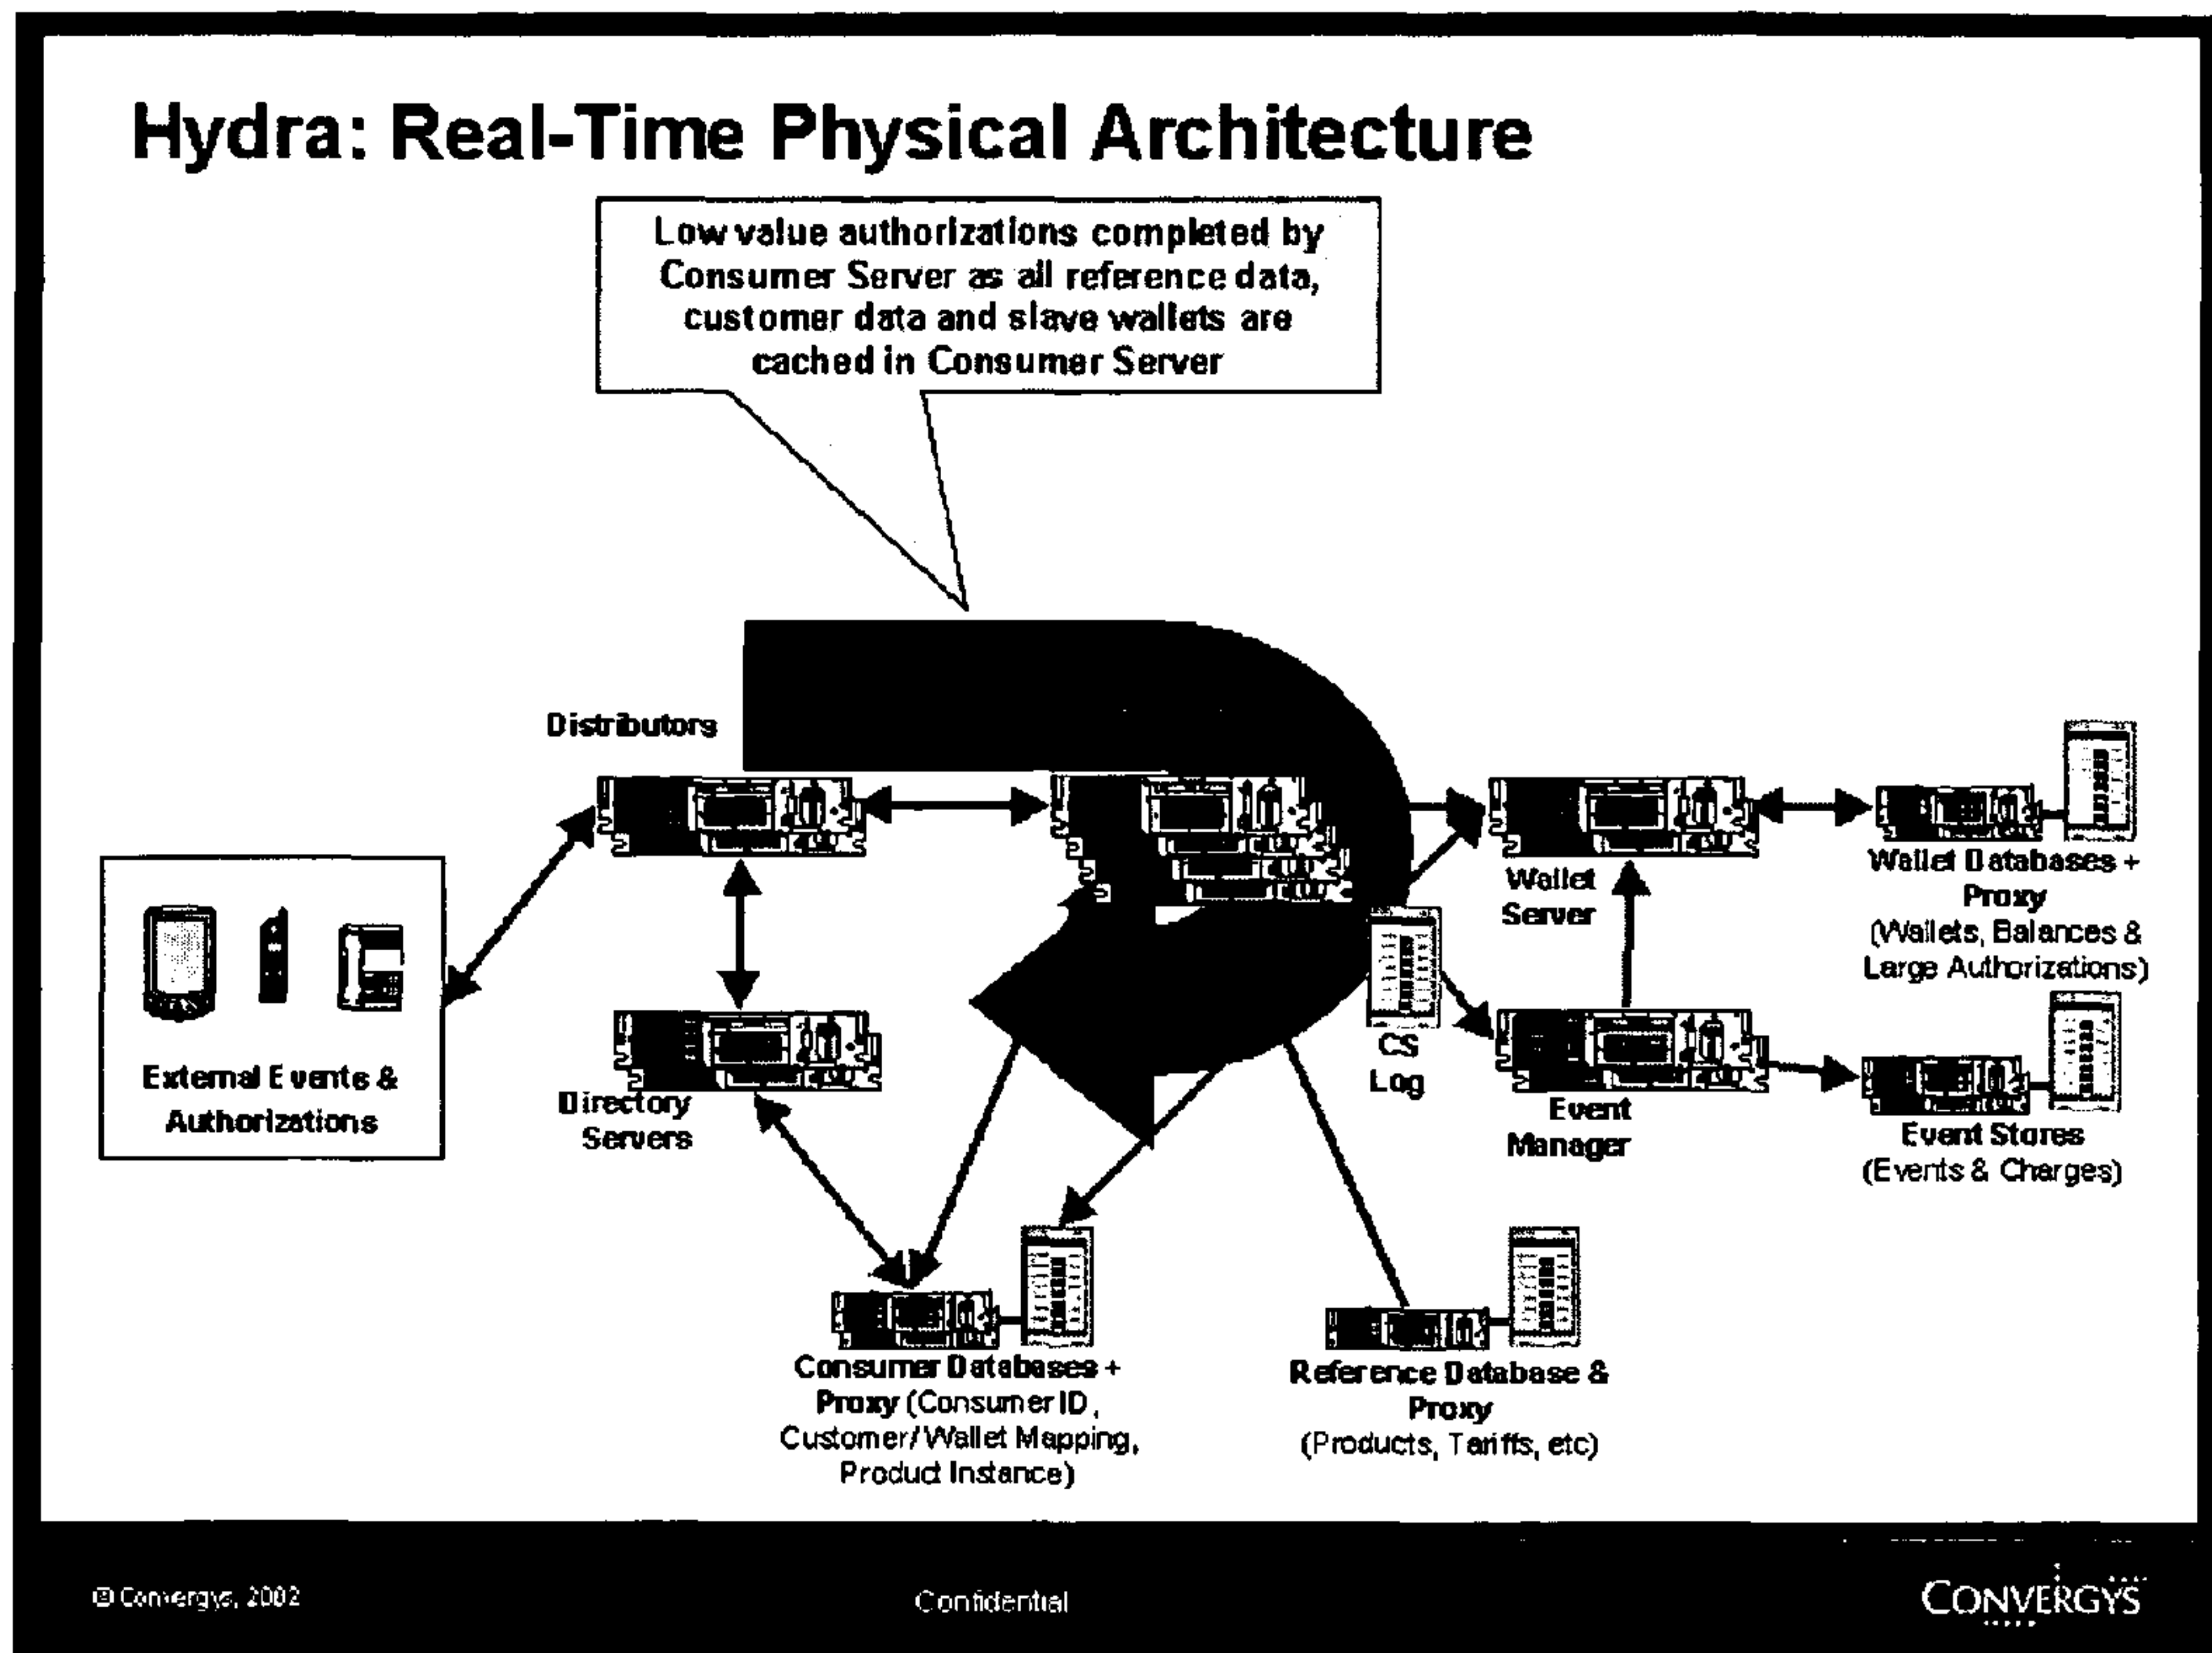 Hydra: Real-Time Physical Architecture
Low value authorizations completed by
Consumer Server as all reference data,
customer data and slave wallets are
cached in Consumer Server
Distributors
External Events &
Authorizations
Directory
Servers
Wallet
Server
Wallet Databases +
Proxy
(Wallets, Balances &
Large Authorizations)
CS
Log
Event
Manager
Event Stores
(Events & Charges)
Consumer Databases +
Proxy (Consumer ID,
Customer/Wallet Mapping,
Product Instance)
Reference Database &
Proxy
(Products, Tariffs, etc)
© Convergys, 2002
Confidential
CONVERGYS